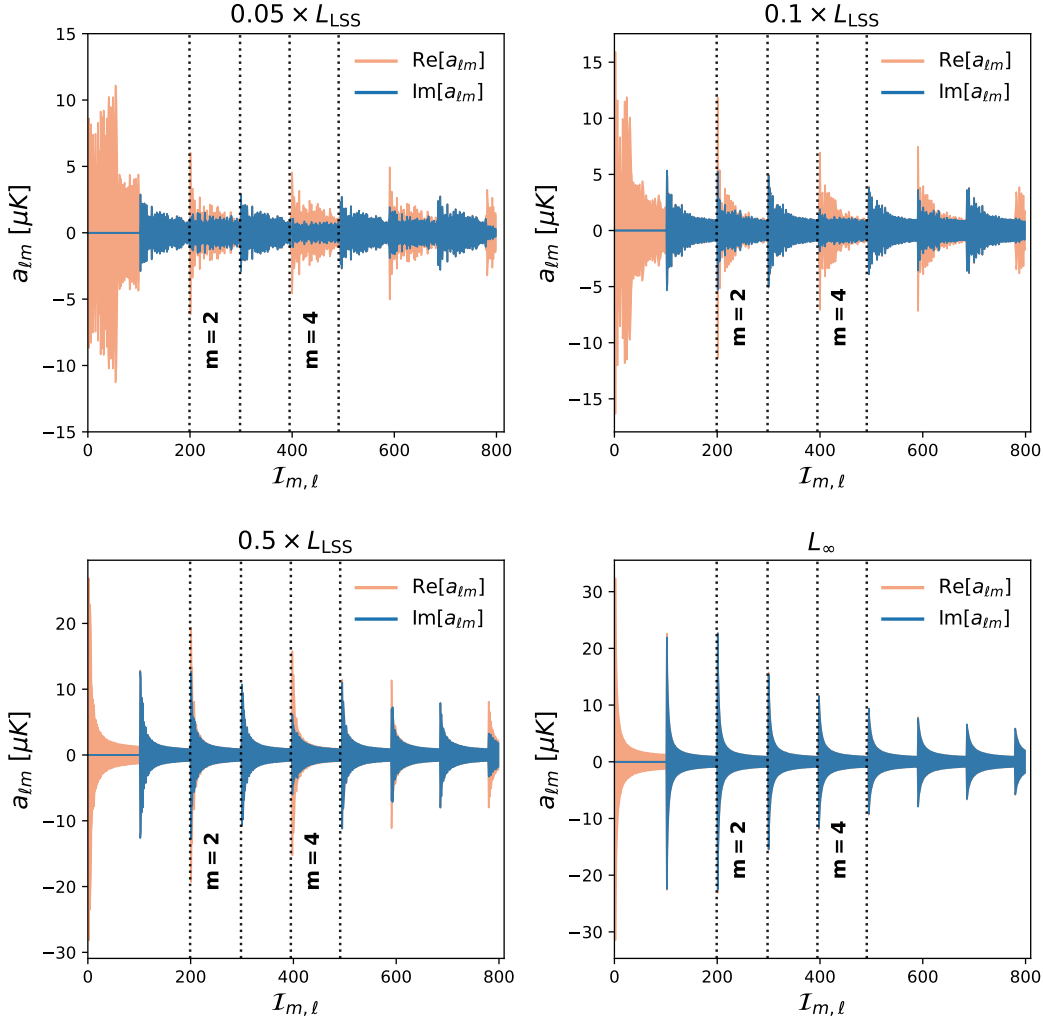 0.05 × L_LSS
15
10
5
0
−5
−10
−15
a_ℓm [μK]
Re[a_ℓm]
Im[a_ℓm]
m = 2
m = 4
0 200 400 600 800
ℐ_m,ℓ
0.1 × L_LSS
15
10
5
0
−5
−10
−15
a_ℓm [μK]
Re[a_ℓm]
Im[a_ℓm]
m = 2
m = 4
0 200 400 600 800
ℐ_m,ℓ
0.5 × L_LSS
20
10
0
−10
−20
−30
a_ℓm [μK]
Re[a_ℓm]
Im[a_ℓm]
m = 2
m = 4
0 200 400 600 800
ℐ_m,ℓ
L_∞
30
20
10
0
−10
−20
−30
a_ℓm [μK]
Re[a_ℓm]
Im[a_ℓm]
m = 2
m = 4
0 200 400 600 800
ℐ_m,ℓ